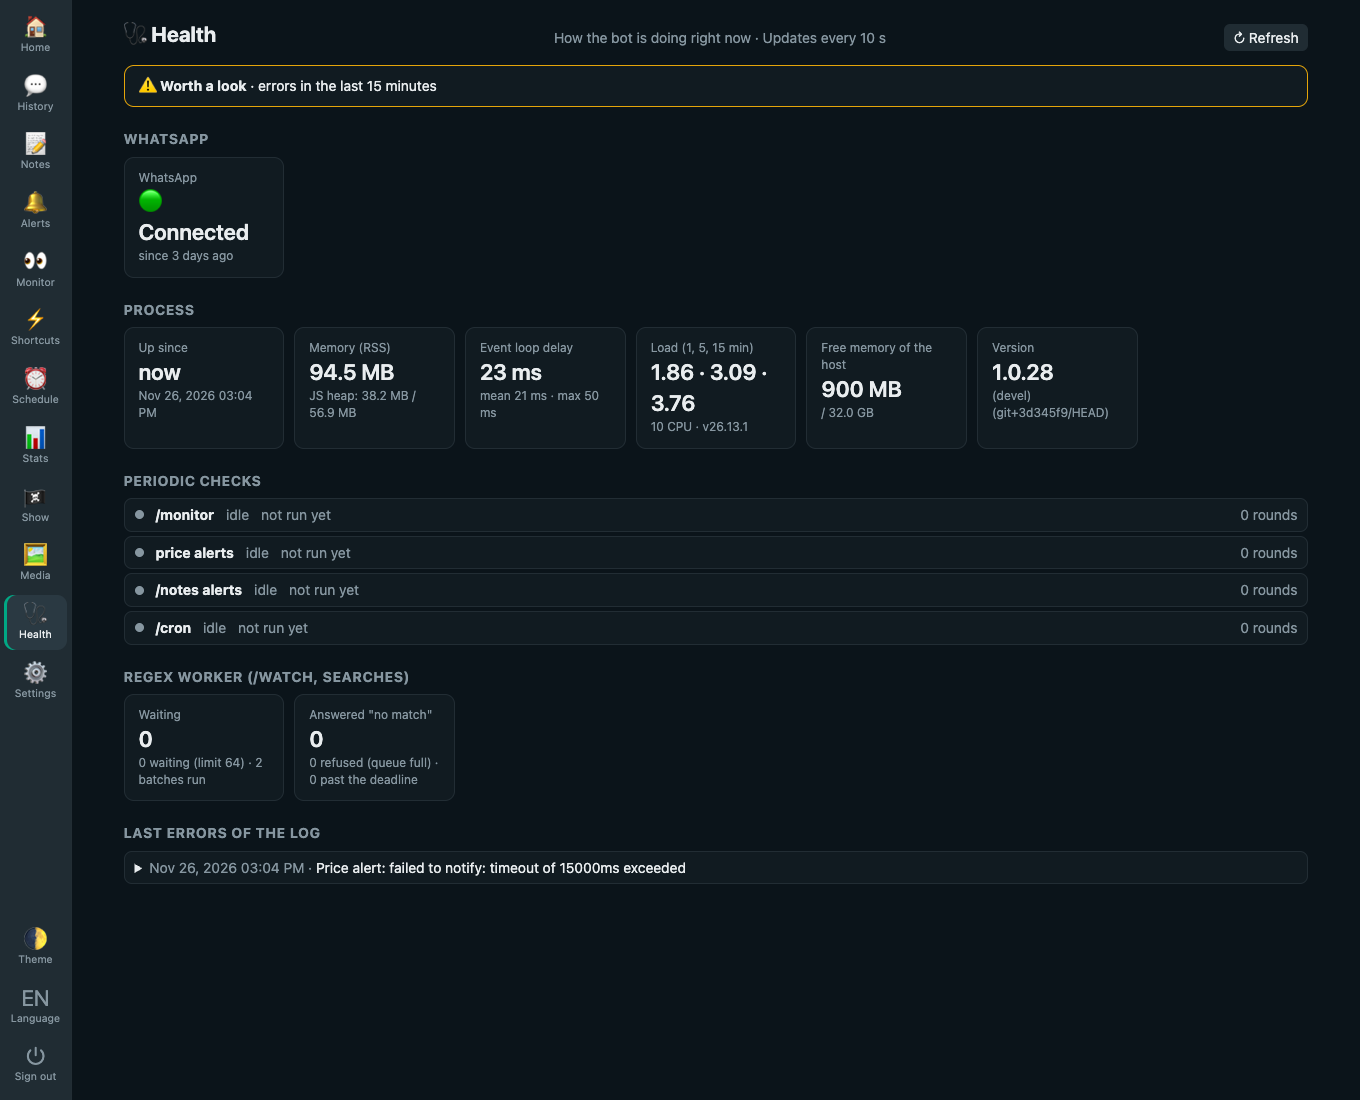 Home
History
Notes
Alerts
Monitor
Shortcuts
Schedule
Stats
Show
Media
Health
Settings
Theme
EN
Language
Sign out
Health
How the bot is doing right now · Updates every 10 s
Refresh
Worth a look · errors in the last 15 minutes
WHATSAPP
WhatsApp
Connected
since 3 days ago
PROCESS
Up since
now
Nov 26, 2026 03:04
PM
Memory (RSS)
94.5 MB
JS heap: 38.2 MB /
56.9 MB
Event loop delay
23 ms
mean 21 ms · max 50
ms
Load (1, 5, 15 min)
1.86 · 3.09 ·
3.76
10 CPU · v26.13.1
Free memory of the
host
900 MB
/ 32.0 GB
Version
1.0.28
(devel)
(git+3d345f9/HEAD)
PERIODIC CHECKS
/monitor idle not run yet 0 rounds
price alerts idle not run yet 0 rounds
/notes alerts idle not run yet 0 rounds
/cron idle not run yet 0 rounds
REGEX WORKER (/WATCH, SEARCHES)
Waiting
0
0 waiting (limit 64) · 2
batches run
Answered "no match"
0
0 refused (queue full) ·
0 past the deadline
LAST ERRORS OF THE LOG
Nov 26, 2026 03:04 PM · Price alert: failed to notify: timeout of 15000ms exceeded